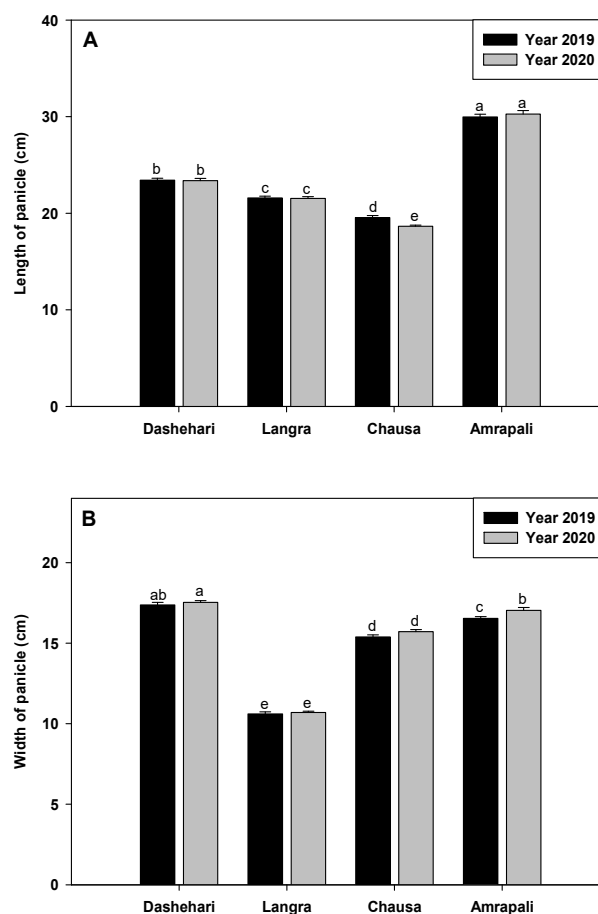 A
Year 2019
Year 2020
Length of panicle (cm)
40
30
20
10
0
b b
c c
d e
a a
Dashehari Langra Chausa Amrapali
B
Year 2019
Year 2020
Width of panicle (cm)
20
15
10
5
0
ab a
e e
d d
c b
Dashehari Langra Chausa Amrapali